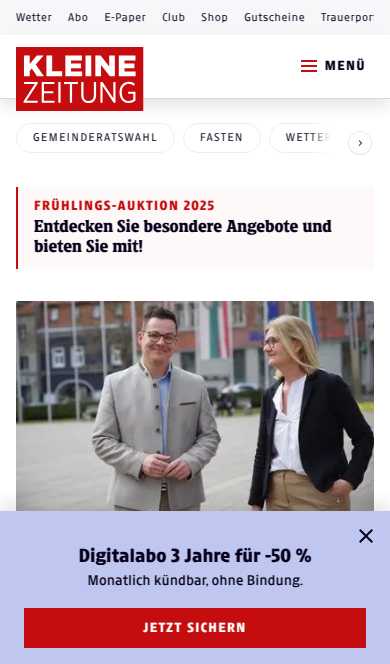 Wetter Abo E-Paper Club Shop Gutscheine Trauerpor
KLEINE
ZEITUNG
MENÜ
GEMEINDERATSWAHL FASTEN WETTER
FRÜHLINGS-AUKTION 2025
Entdecken Sie besondere Angebote und
bieten Sie mit!
Digitalabo 3 Jahre für -50 %
Monatlich kündbar, ohne Bindung.
JETZT SICHERN